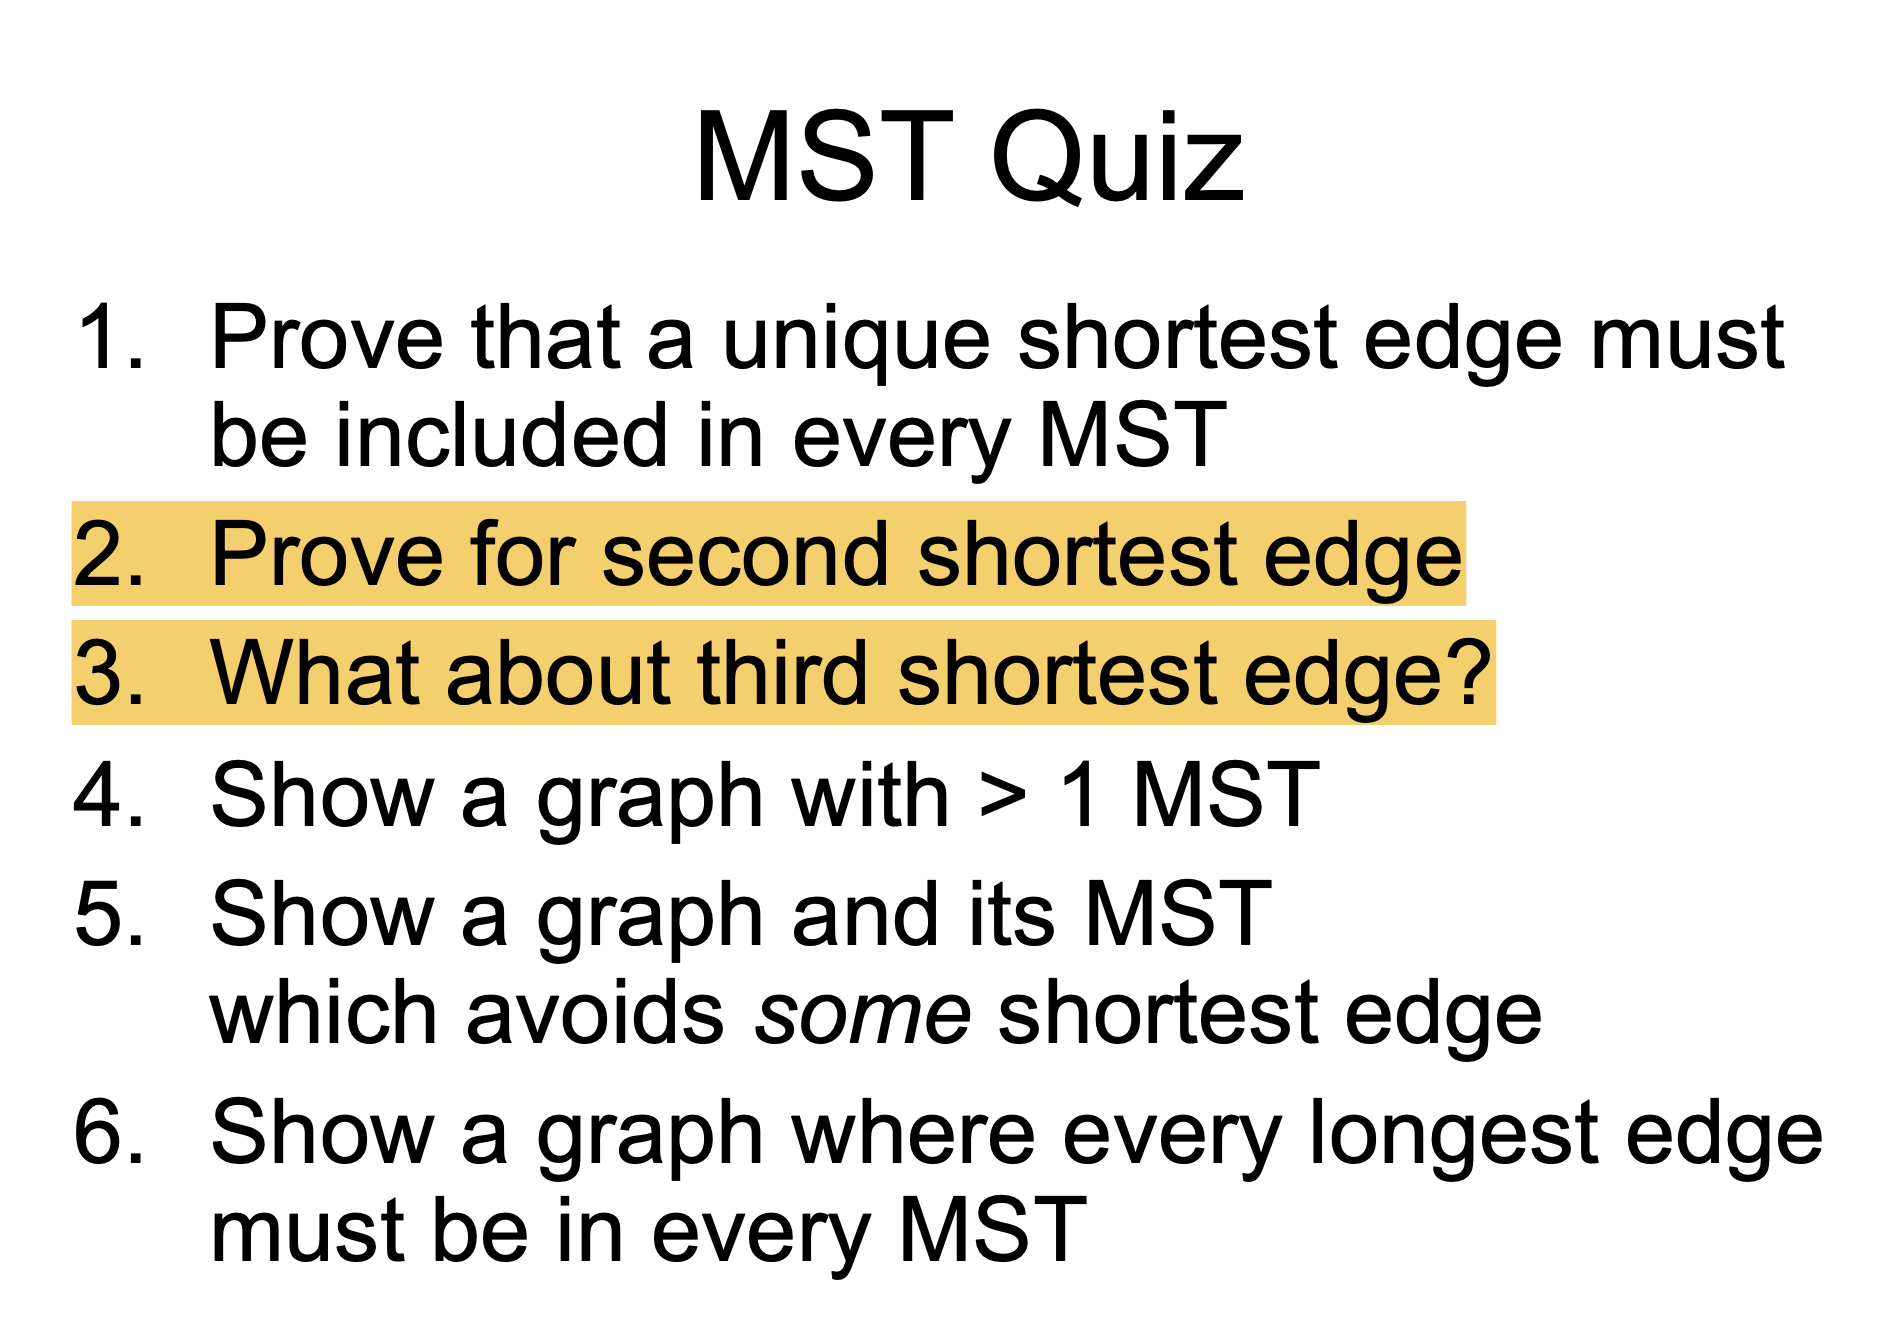 MST Quiz
1. Prove that a unique shortest edge must
be included in every MST
2. Prove for second shortest edge
3. What about third shortest edge?
4. Show a graph with > 1 MST
5. Show a graph and its MST
which avoids some shortest edge
6. Show a graph where every longest edge
must be in every MST